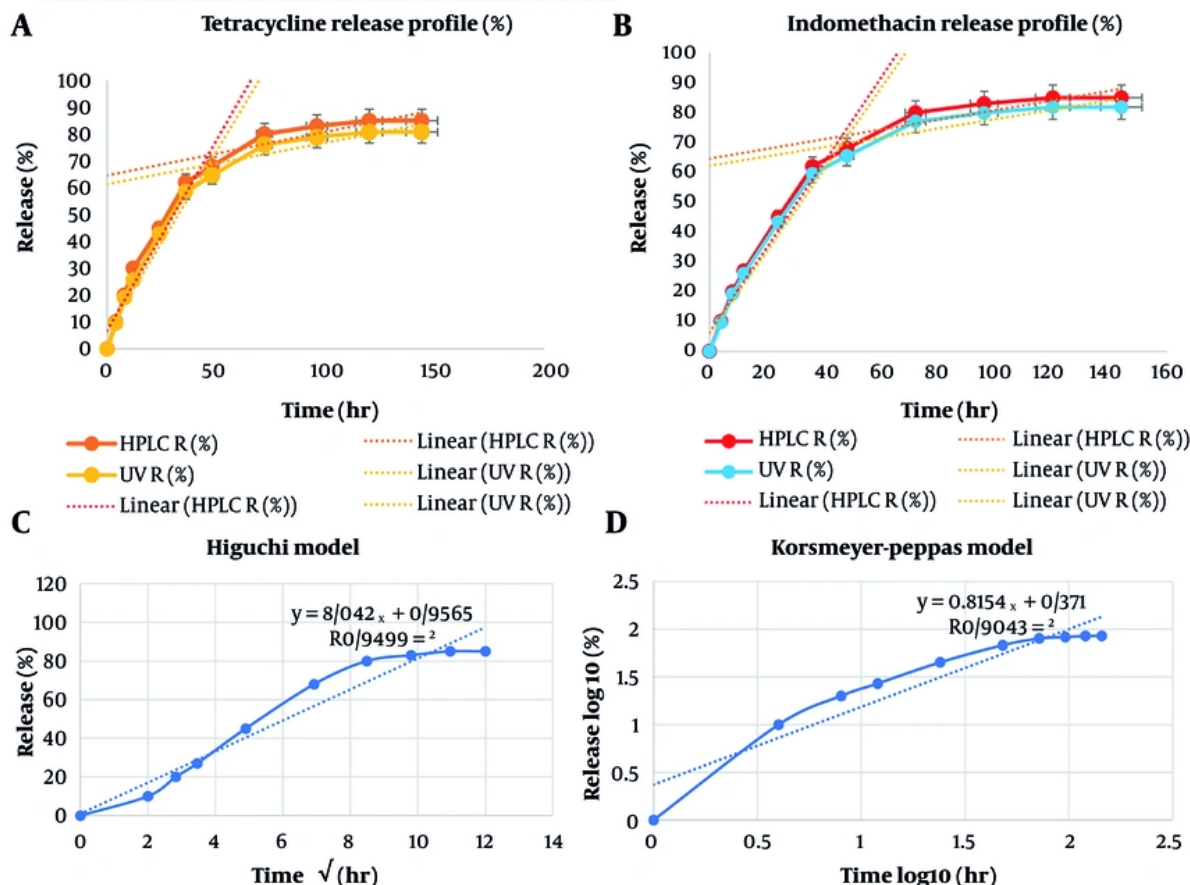 A
Tetracycline release profile (%)
Release (%)
100
90
80
70
60
50
40
30
20
10
0
0 50 100 150 200
Time (hr)
HPLC R (%)
UV R (%)
Linear (HPLC R (%))
Linear (HPLC R (%))
Linear (UV R (%))
Linear (UV R (%))
B
Indomethacin release profile (%)
Release (%)
100
90
80
70
60
50
40
30
20
10
0
0 20 40 60 80 100 120 140 160
Time (hr)
HPLC R (%)
UV R (%)
Linear (HPLC R (%))
Linear (HPLC R (%))
Linear (UV R (%))
Linear (UV R (%))
C
Higuchi model
Release (%)
120
100
80
60
40
20
0
y = 8/042 x + 0/9565
R0/9499 = ²
0 2 4 6 8 10 12 14
Time √ (hr)
D
Korsmeyer-peppas model
Release log 10 (%)
2.5
2
1.5
1
0.5
0
y = 0.8154 x + 0/371
R0/9043 = ²
0 0.5 1 1.5 2 2.5
Time log10 (hr)